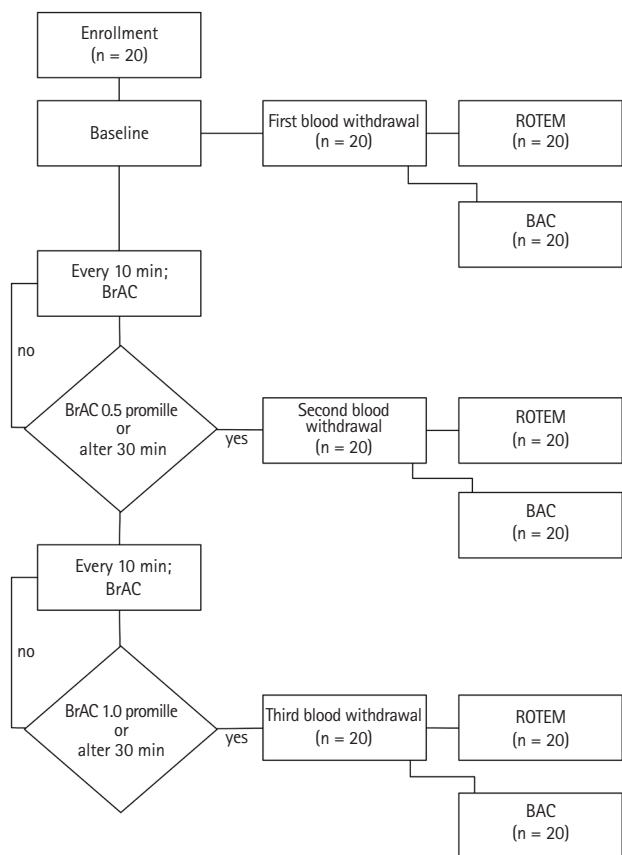 Enrollment
(n = 20)
Baseline
First blood withdrawal
(n = 20)
ROTEM
(n = 20)
BAC
(n = 20)
Every 10 min;
BrAC
no
BrAC 0.5 promille
or
alter 30 min
yes
Second blood
withdrawal
(n = 20)
ROTEM
(n = 20)
BAC
(n = 20)
Every 10 min;
BrAC
no
BrAC 1.0 promille
or
alter 30 min
yes
Third blood withdrawal
(n = 20)
ROTEM
(n = 20)
BAC
(n = 20)